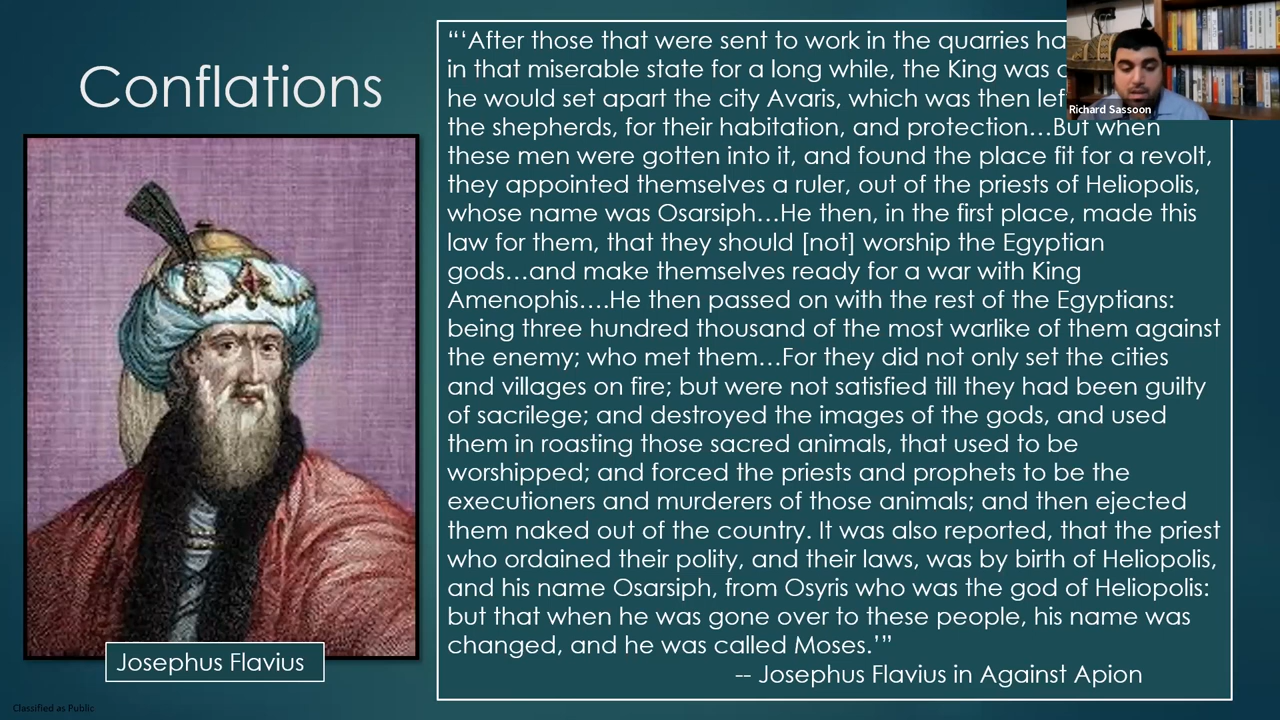 Conflations
"'After those that were sent to work in the quarries ha
in that miserable state for a long while, the King was
he would set apart the city Avaris, which was then lef
the shepherds, for their habitation, and protection…But when
these men were gotten into it, and found the place fit for a revolt,
they appointed themselves a ruler, out of the priests of Heliopolis,
whose name was Osarsiph…He then, in the first place, made this
law for them, that they should [not] worship the Egyptian
gods…and make themselves ready for a war with King
Amenophis….He then passed on with the rest of the Egyptians:
being three hundred thousand of the most warlike of them against
the enemy; who met them…For they did not only set the cities
and villages on fire; but were not satisfied till they had been guilty
of sacrilege; and destroyed the images of the gods, and used
them in roasting those sacred animals, that used to be
worshipped; and forced the priests and prophets to be the
executioners and murderers of those animals; and then ejected
them naked out of the country. It was also reported, that the priest
who ordained their polity, and their laws, was by birth of Heliopolis,
and his name Osarsiph, from Osyris who was the god of Heliopolis:
but that when he was gone over to these people, his name was
changed, and he was called Moses.'"
-- Josephus Flavius in Against Apion
Josephus Flavius
Richard Sassoon
Classified as Public